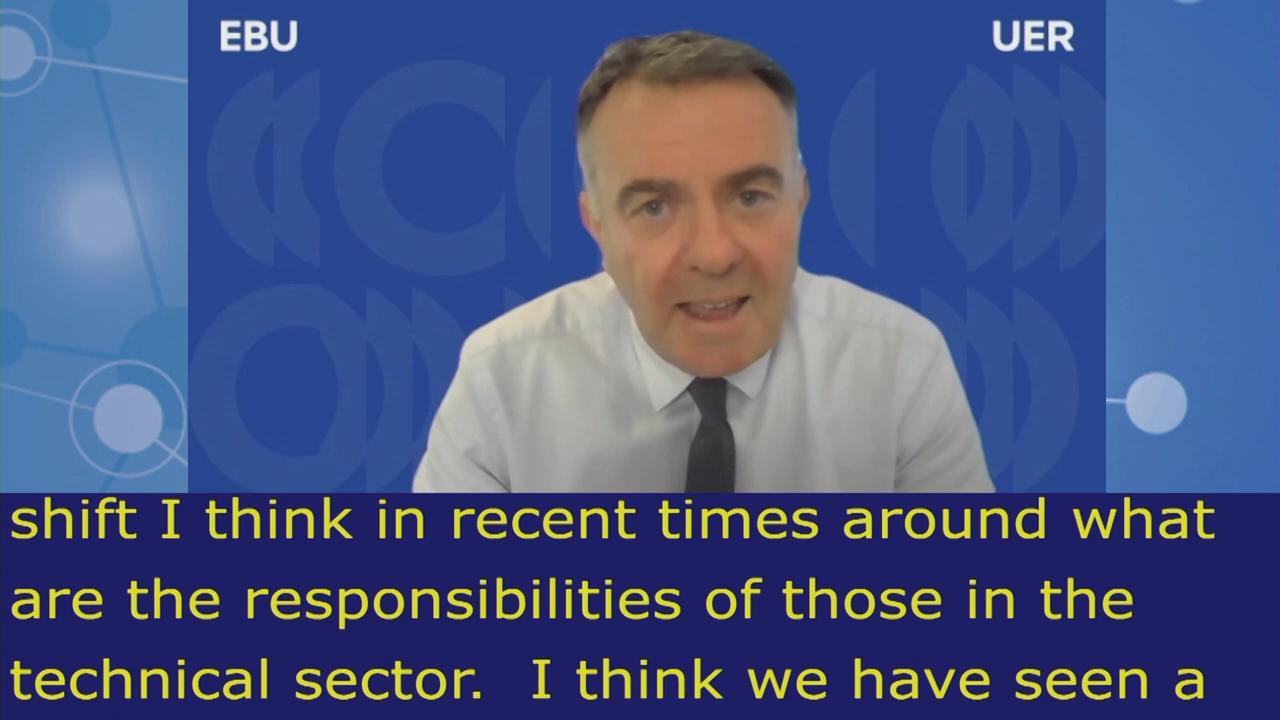 EBU
UER
shift I think in recent times around what
are the responsibilities of those in the
technical sector. I think we have seen a